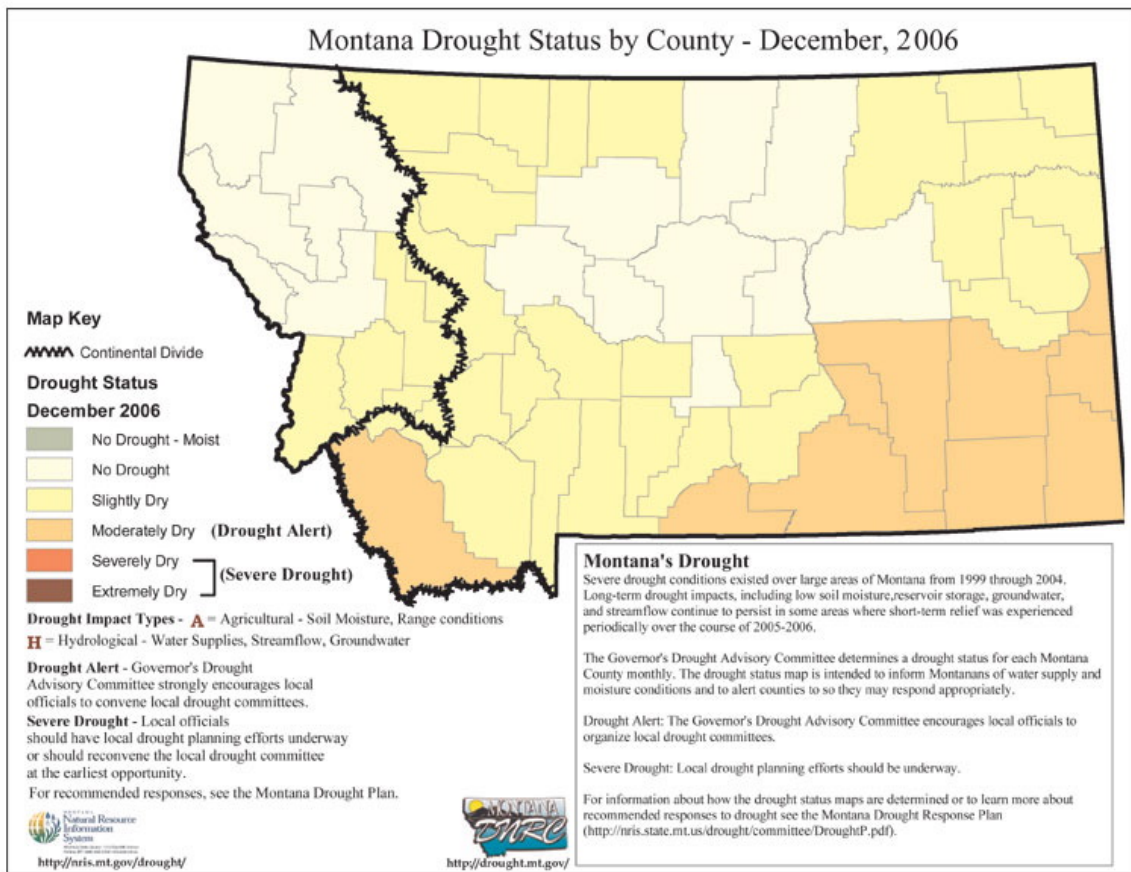 Montana Drought Status by County - December, 2006
Map Key
Continental Divide
Drought Status
December 2006
No Drought - Moist
No Drought
Slightly Dry
Moderately Dry (Drought Alert)
Severely Dry
(Severe Drought)
Extremely Dry
Drought Impact Types - A = Agricultural - Soil Moisture, Range conditions
H = Hydrological - Water Supplies, Streamflow, Groundwater
Drought Alert - Governor's Drought
Advisory Committee strongly encourages local
officials to convene local drought committees.
Severe Drought - Local officials
should have local drought planning efforts underway
or should reconvene the local drought committee
at the earliest opportunity.
For recommended responses, see the Montana Drought Plan.
MONTANA
Natural Resource
Information
System
http://nris.mt.gov/drought/
MONTANA
DNRC
http://drought.mt.gov/
Montana's Drought
Severe drought conditions existed over large areas of Montana from 1999 through 2004.
Long-term drought impacts, including low soil moisture,reservoir storage, groundwater,
and streamflow continue to persist in some areas where short-term relief was experienced
periodically over the course of 2005-2006.
The Governor's Drought Advisory Committee determines a drought status for each Montana
County monthly. The drought status map is intended to inform Montanans of water supply and
moisture conditions and to alert counties to so they may respond appropriately.
Drought Alert: The Governor's Drought Advisory Committee encourages local officials to
organize local drought committees.
Severe Drought: Local drought planning efforts should be underway.
For information about how the drought status maps are determined or to learn more about
recommended responses to drought see the Montana Drought Response Plan
(http://nris.state.mt.us/drought/committee/DroughtP.pdf).